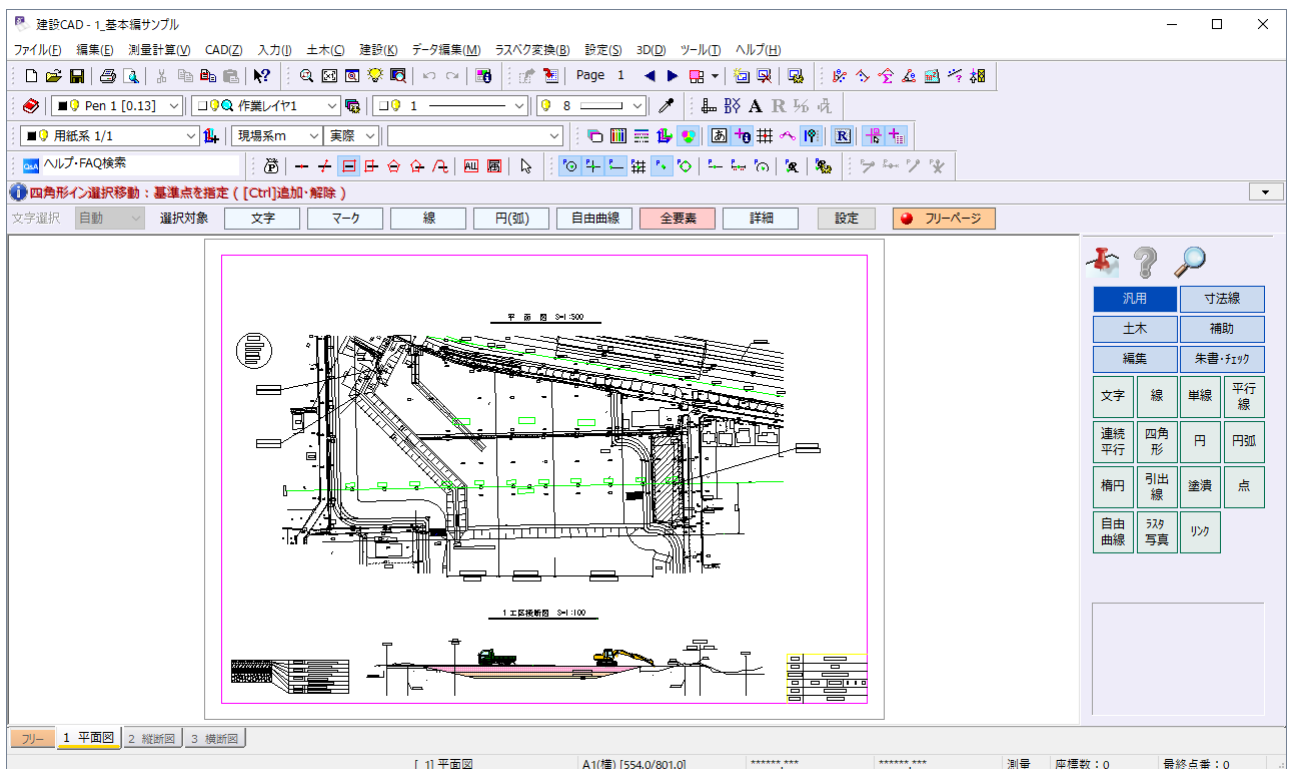 建設CAD - 1_基本編サンプル
ファイル(F) 編集(E) 測量計算(V) CAD(Z) 入力(I) 土木(C) 建設(K) データ編集(M) ラスベク変換(B) 設定(S) 3D(D) ツール(T) ヘルプ(H)
Page 1
Pen 1 [0.13] 作業レイヤ1 1 8
用紙系 1/1 現場系m 実際
Q&A ヘルプ・FAQ検索
四角形イン選択移動：基準点を指定 ( [Ctrl]追加・解除 )
文字選択 自動 選択対象 文字 マーク 線 円(弧) 自由曲線 全要素 詳細 設定 フリーページ
汎用 寸法線
土木 補助
編集 朱書・チェック
文字 線 単線 平行線
連続平行 四角形 円 円弧
楕円 引出線 塗潰 点
自由曲線 ラスタ写真 リンク
平 面 図 S=1:500
1工区横断図 S=1:100
フリー 1 平面図 2 縦断図 3 横断図
[ 1] 平面図 A1(横) [554.0/801.0] ******.*** ******.*** 測量 座標数：0 最終点番：0